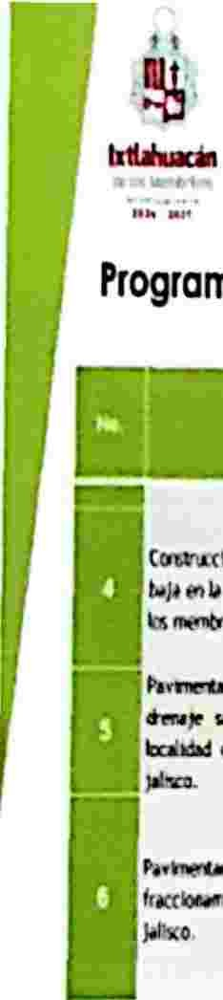 Ixtlahuacán
de los Membrillos
2024 - 2027
Program
No.
4
Construcci
baja en la
los membr
5
Pavimenta
drenaje s
localidad
jalisco.
6
Pavimentac
fraccionam
Jalisco.